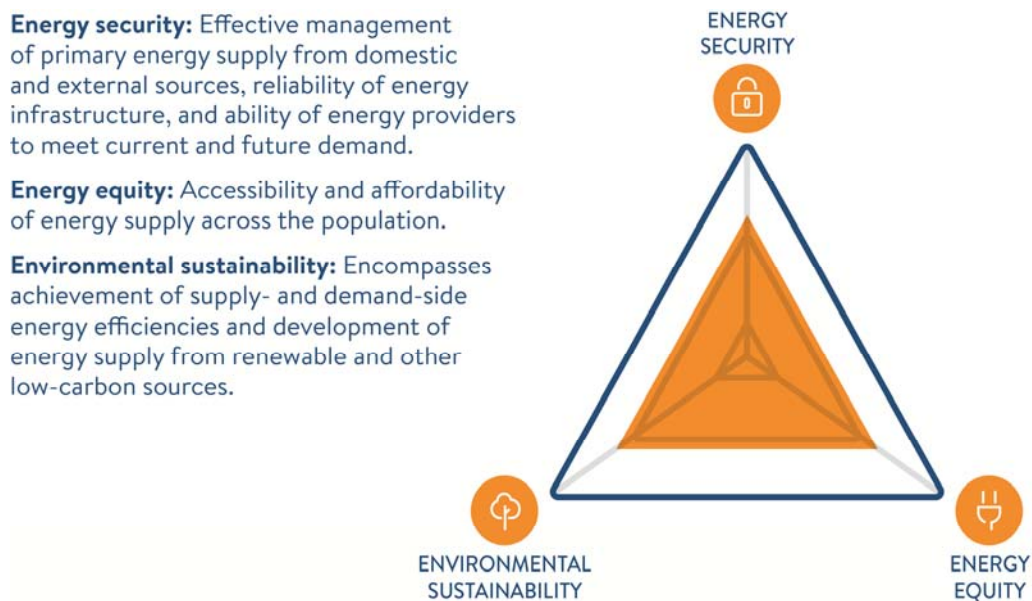 Energy security: Effective management
of primary energy supply from domestic
and external sources, reliability of energy
infrastructure, and ability of energy providers
to meet current and future demand.
Energy equity: Accessibility and affordability
of energy supply across the population.
Environmental sustainability: Encompasses
achievement of supply- and demand-side
energy efficiencies and development of
energy supply from renewable and other
low-carbon sources.
ENERGY
SECURITY
ENVIRONMENTAL
SUSTAINABILITY
ENERGY
EQUITY